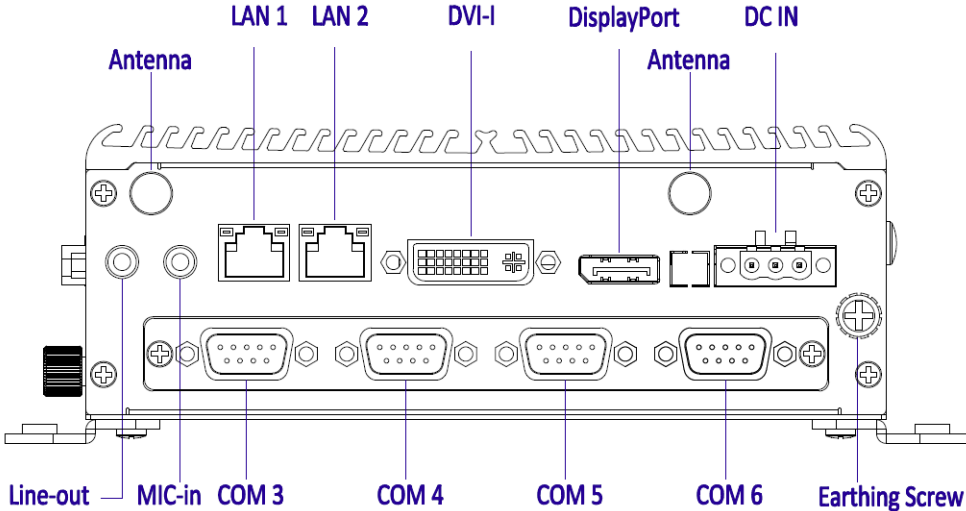 LAN 1 LAN 2 DVI-I DisplayPort DC IN
Antenna Antenna
Line-out MIC-in COM 3 COM 4 COM 5 COM 6 Earthing Screw